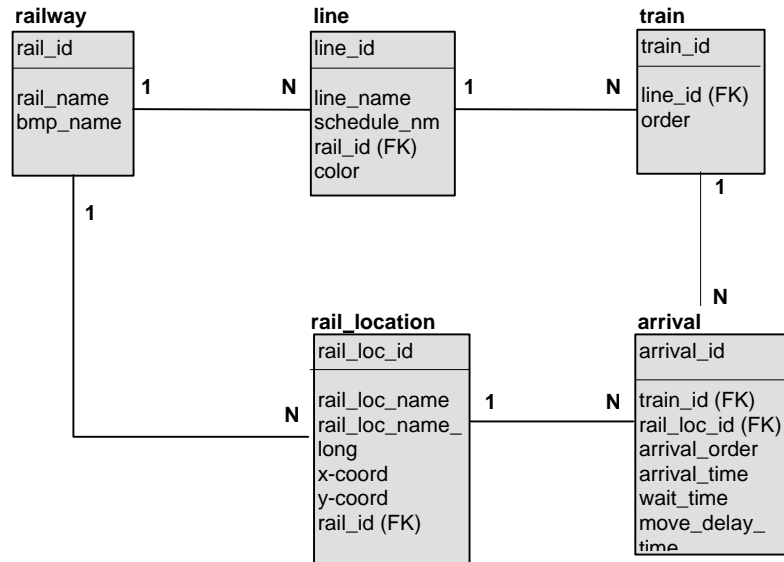 railway
rail_id
rail_name
bmp_name
1
N
line
line_id
line_name
schedule_nm
rail_id (FK)
color
1
N
train
train_id
line_id (FK)
order
1
1
N
N
rail_location
rail_loc_id
rail_loc_name
rail_loc_name_
long
x-coord
y-coord
rail_id (FK)
1
N
arrival
arrival_id
train_id (FK)
rail_loc_id (FK)
arrival_order
arrival_time
wait_time
move_delay_
time